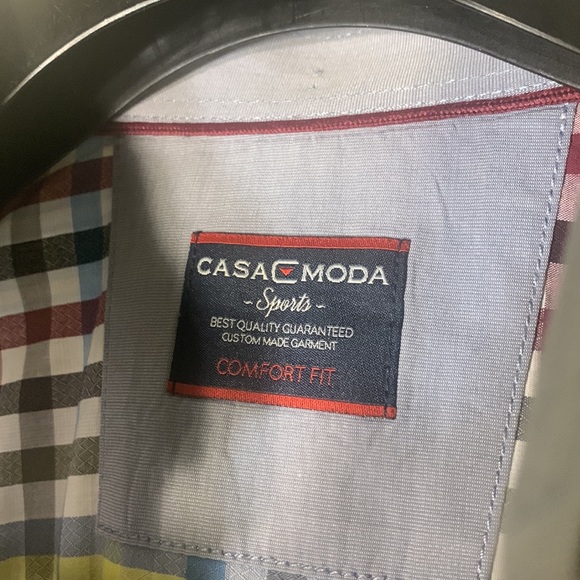 CASA MODA
- Sports -
BEST QUALITY GUARANTEED
CUSTOM MADE GARMENT
COMFORT FIT